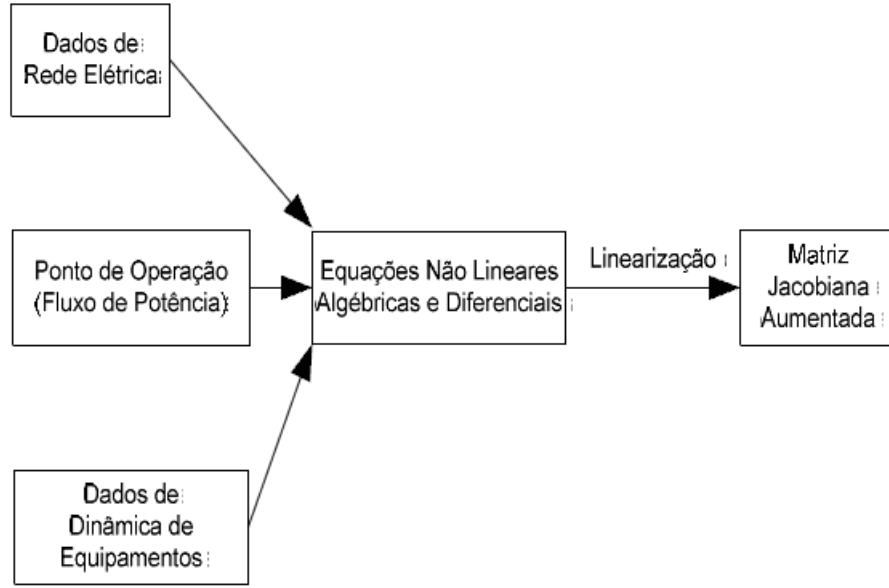 Dados de
Rede Elétrica
Ponto de Operação
(Fluxo de Potência)
Equações Não Lineares
Algébricas e Diferenciais
Linearização
Matriz
Jacobiana
Aumentada
Dados de
Dinâmica de
Equipamentos